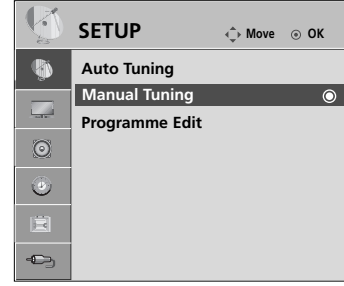 SETUP Move OK
Auto Tuning
Manual Tuning
Programme Edit